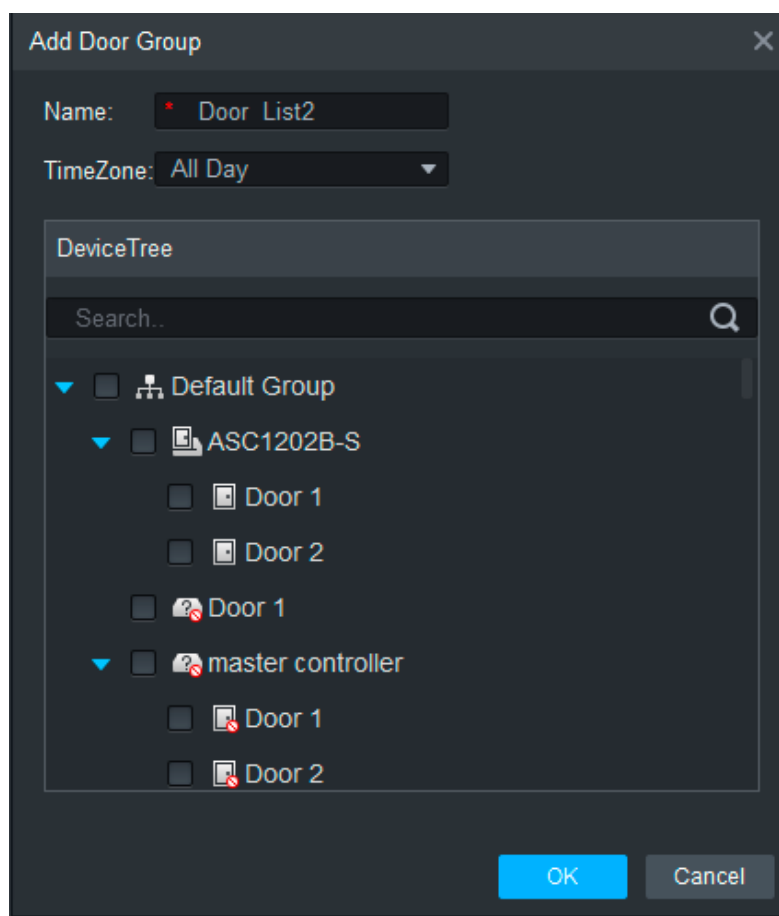 Add Door Group
Name: * Door List2
TimeZone: All Day
DeviceTree
Search..
Default Group
ASC1202B-S
Door 1
Door 2
Door 1
master controller
Door 1
Door 2
OK Cancel